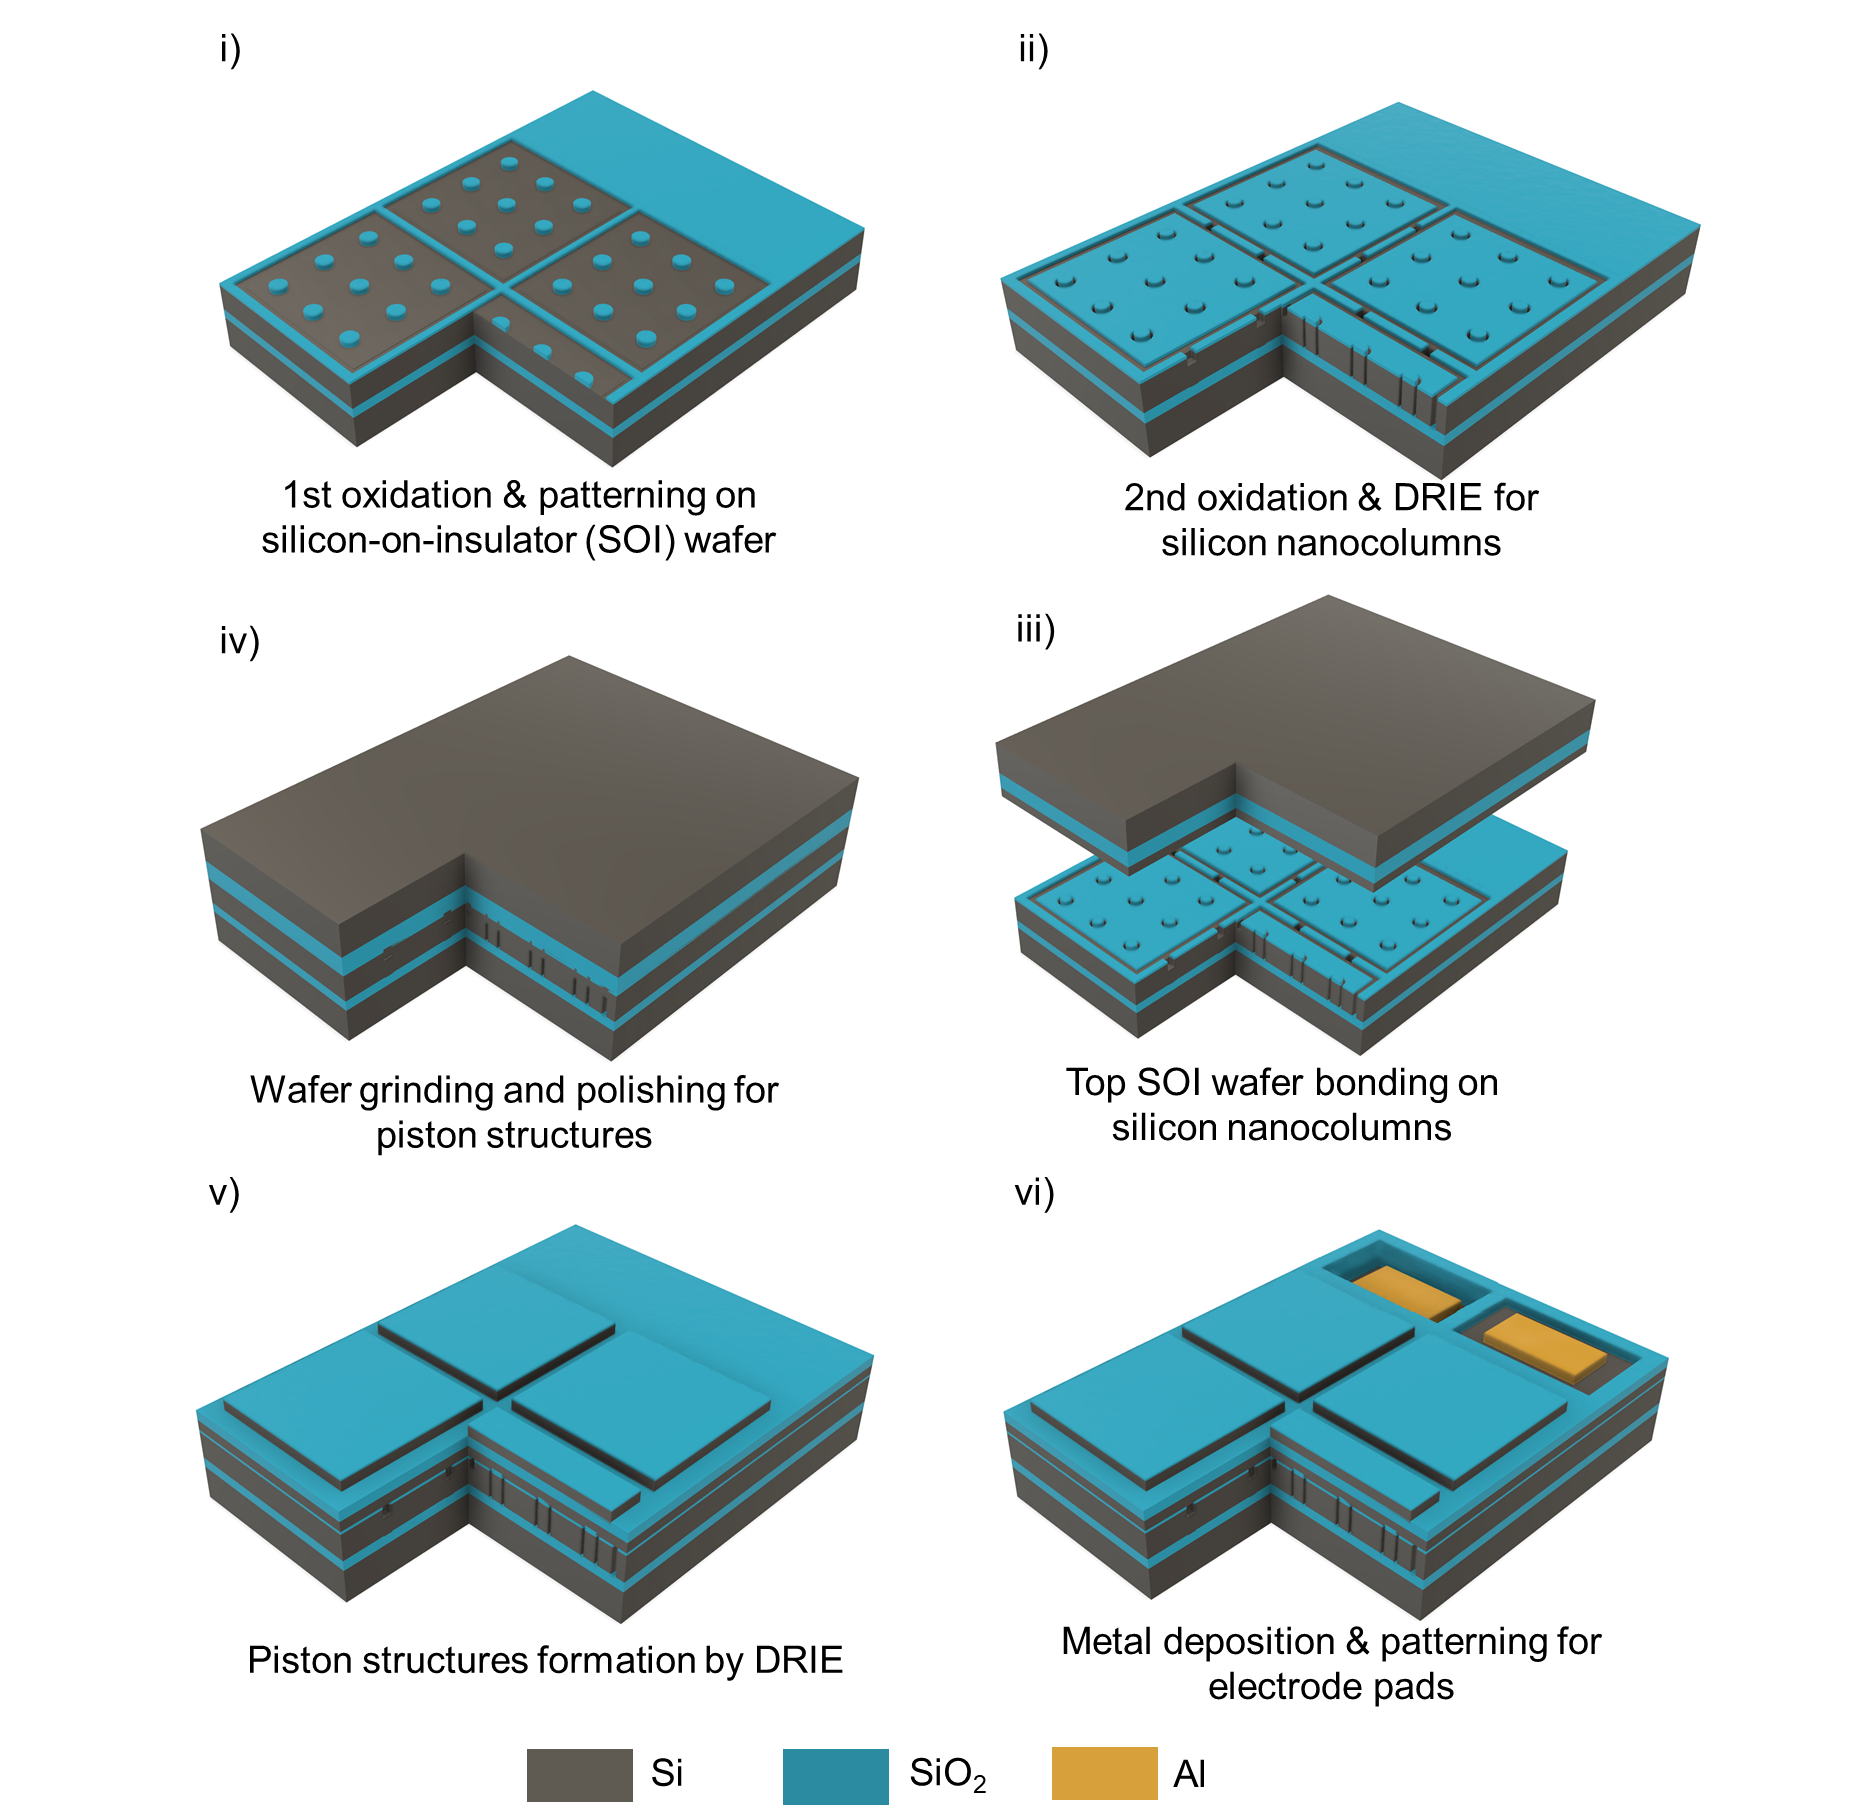 i)
1st oxidation & patterning on
silicon-on-insulator (SOI) wafer
ii)
2nd oxidation & DRIE for
silicon nanocolumns
iv)
Wafer grinding and polishing for
piston structures
iii)
Top SOI wafer bonding on
silicon nanocolumns
v)
Piston structures formation by DRIE
vi)
Metal deposition & patterning for
electrode pads
Si
SiO₂
Al